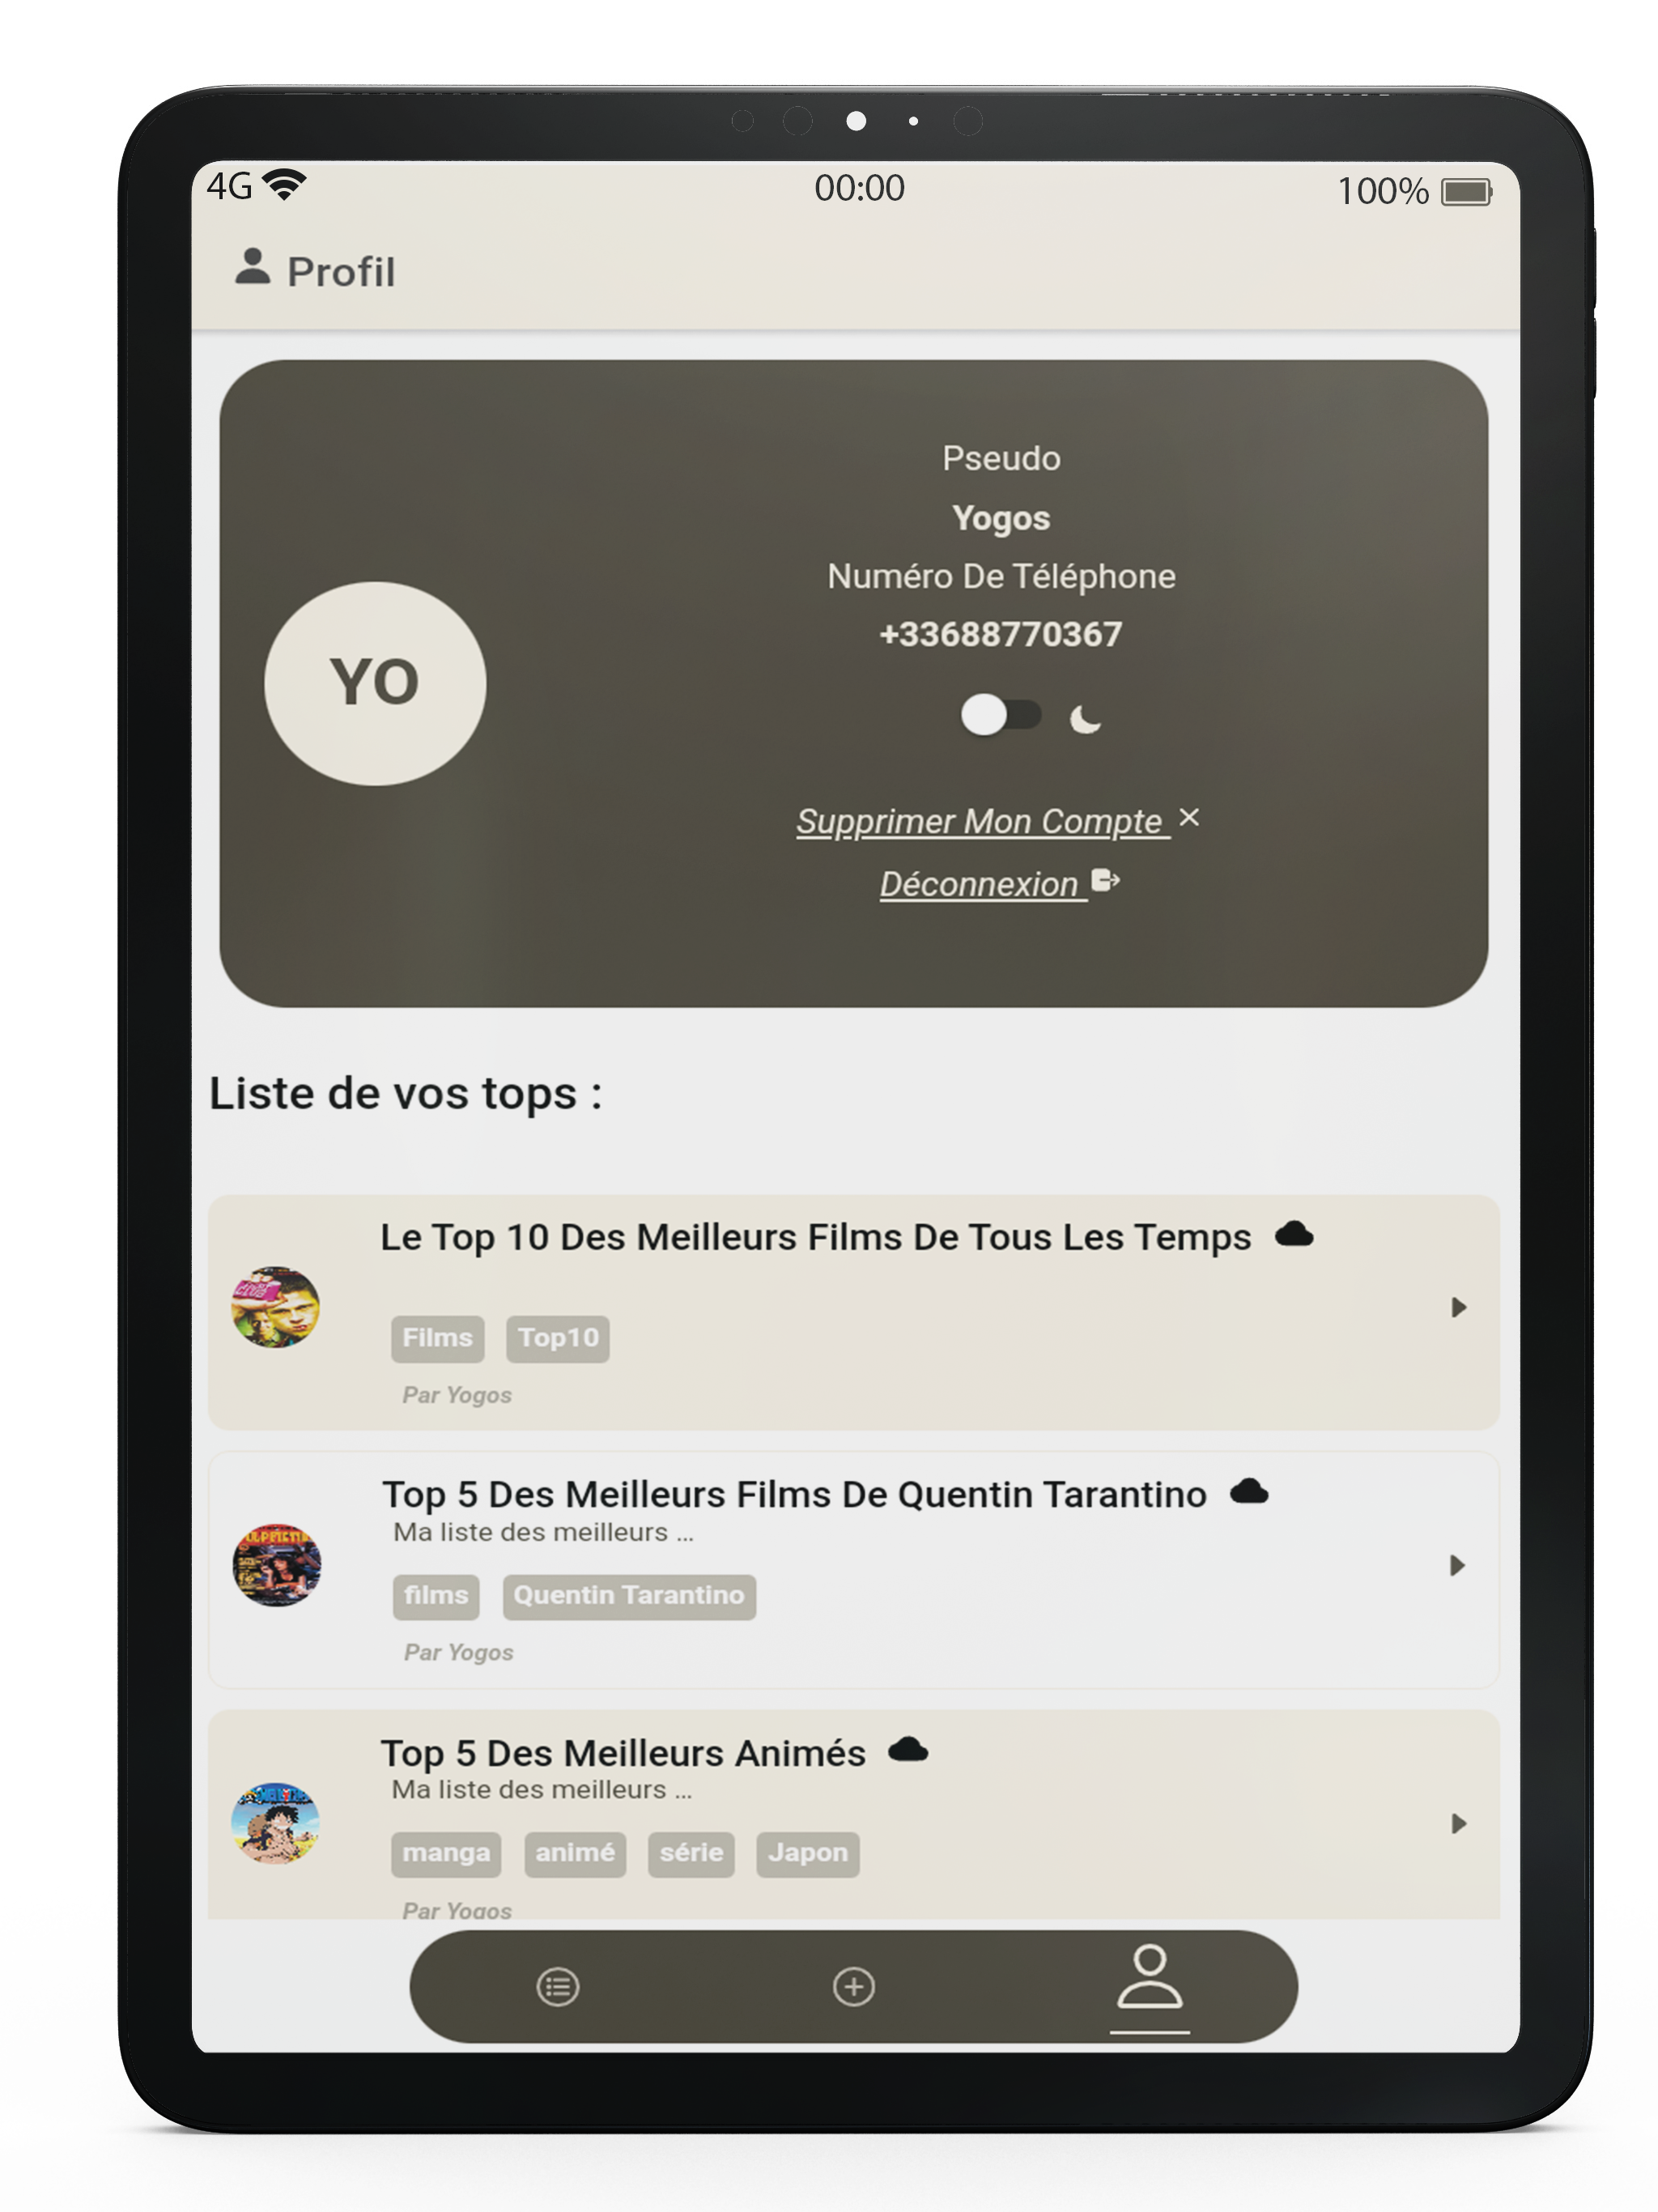 4G 00:00 100%
Profil
Pseudo
Yogos
Numéro De Téléphone
+33688770367
YO
Supprimer Mon Compte
Déconnexion
Liste de vos tops :
Le Top 10 Des Meilleurs Films De Tous Les Temps
Films Top10
Par Yogos
Top 5 Des Meilleurs Films De Quentin Tarantino
Ma liste des meilleurs ...
films Quentin Tarantino
Par Yogos
Top 5 Des Meilleurs Animés
Ma liste des meilleurs ...
manga animé série Japon
Par Yogos